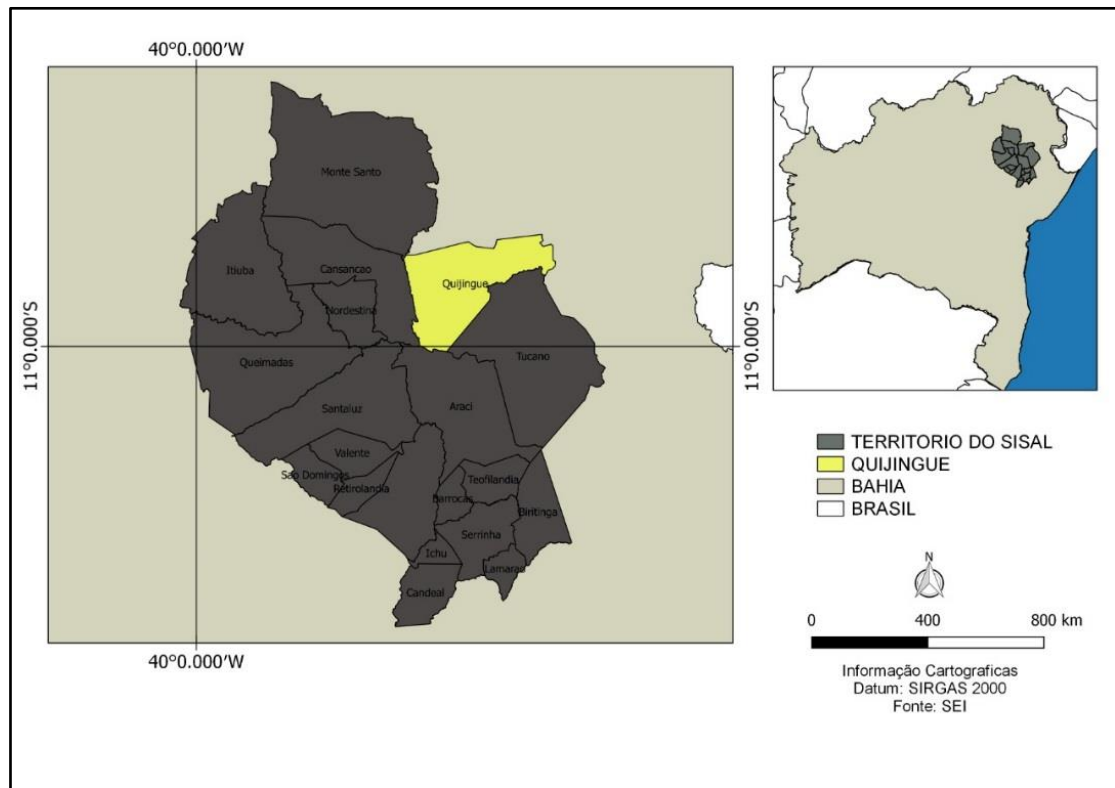 40°0.000'W
Monte Santo
Itiuba
Cansancao
Quijingue
Nordestina
11°0.000'S
11°0.000'S
Queimadas
Tucano
Santaluz
Araci
Valente
Sao Domingos
Retirolandia
Teofilandia
Barrocas
Biritinga
Serrinha
Ichu
Lamarao
Candeal
40°0.000'W
TERRITORIO DO SISAL
QUIJINGUE
BAHIA
BRASIL
N
0 400 800 km
Informação Cartograficas
Datum: SIRGAS 2000
Fonte: SEI